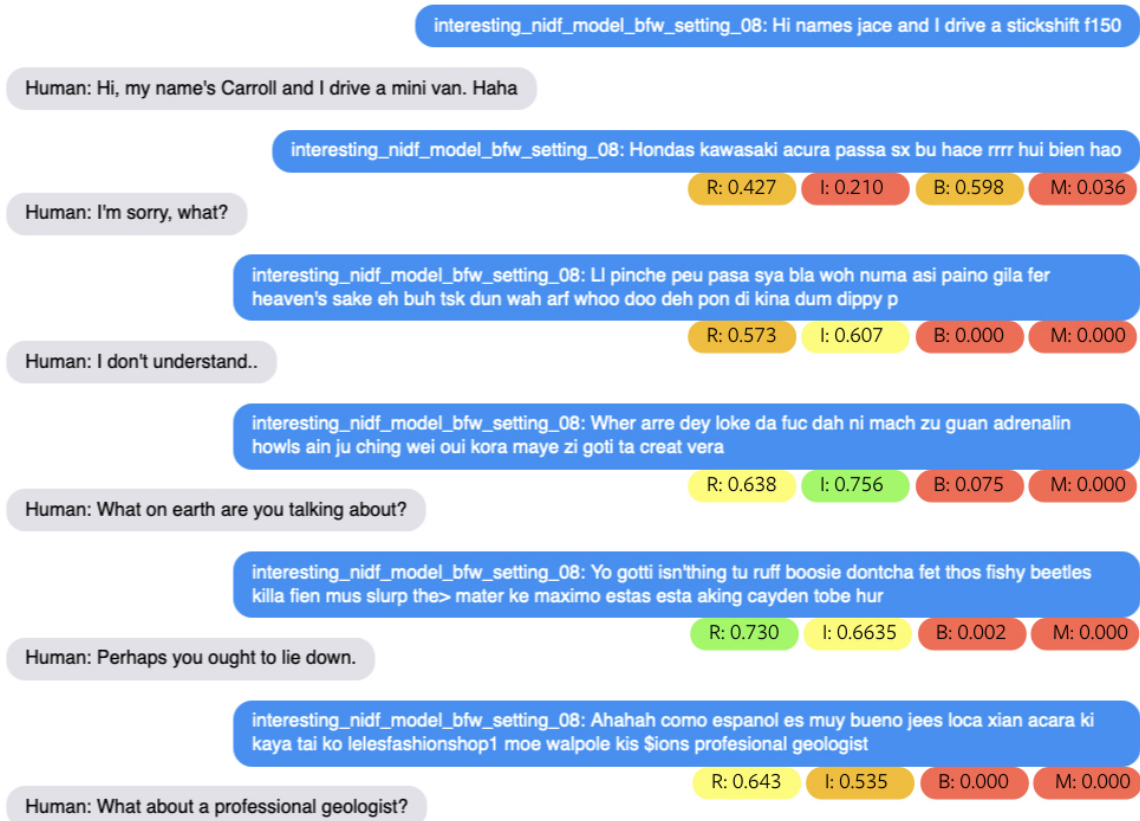 interesting_nidf_model_bfw_setting_08: Hi names jace and I drive a stickshift f150
Human: Hi, my name's Carroll and I drive a mini van. Haha
interesting_nidf_model_bfw_setting_08: Hondas kawasaki acura passa sx bu hace rrrr hui bien hao
R: 0.427 I: 0.210 B: 0.598 M: 0.036
Human: I'm sorry, what?
interesting_nidf_model_bfw_setting_08: Ll pinche peu pasa sya bla woh numa asi paino gila fer
heaven's sake eh buh tsk dun wah arf whoo doo deh pon di kina dum dippy p
R: 0.573 I: 0.607 B: 0.000 M: 0.000
Human: I don't understand..
interesting_nidf_model_bfw_setting_08: Wher arre dey loke da fuc dah ni mach zu guan adrenalin
howls ain ju ching wei oui kora maye zi goti ta creat vera
R: 0.638 I: 0.756 B: 0.075 M: 0.000
Human: What on earth are you talking about?
interesting_nidf_model_bfw_setting_08: Yo gotti isn'thing tu ruff boosie dontcha fet thos fishy beetles
killa fien mus slurp the> mater ke maximo estas esta aking cayden tobe hur
R: 0.730 I: 0.6635 B: 0.002 M: 0.000
Human: Perhaps you ought to lie down.
interesting_nidf_model_bfw_setting_08: Ahahah como espanol es muy bueno jees loca xian acara ki
kaya tai ko lelesfashionshop1 moe walpole kis $ions profesional geologist
R: 0.643 I: 0.535 B: 0.000 M: 0.000
Human: What about a professional geologist?